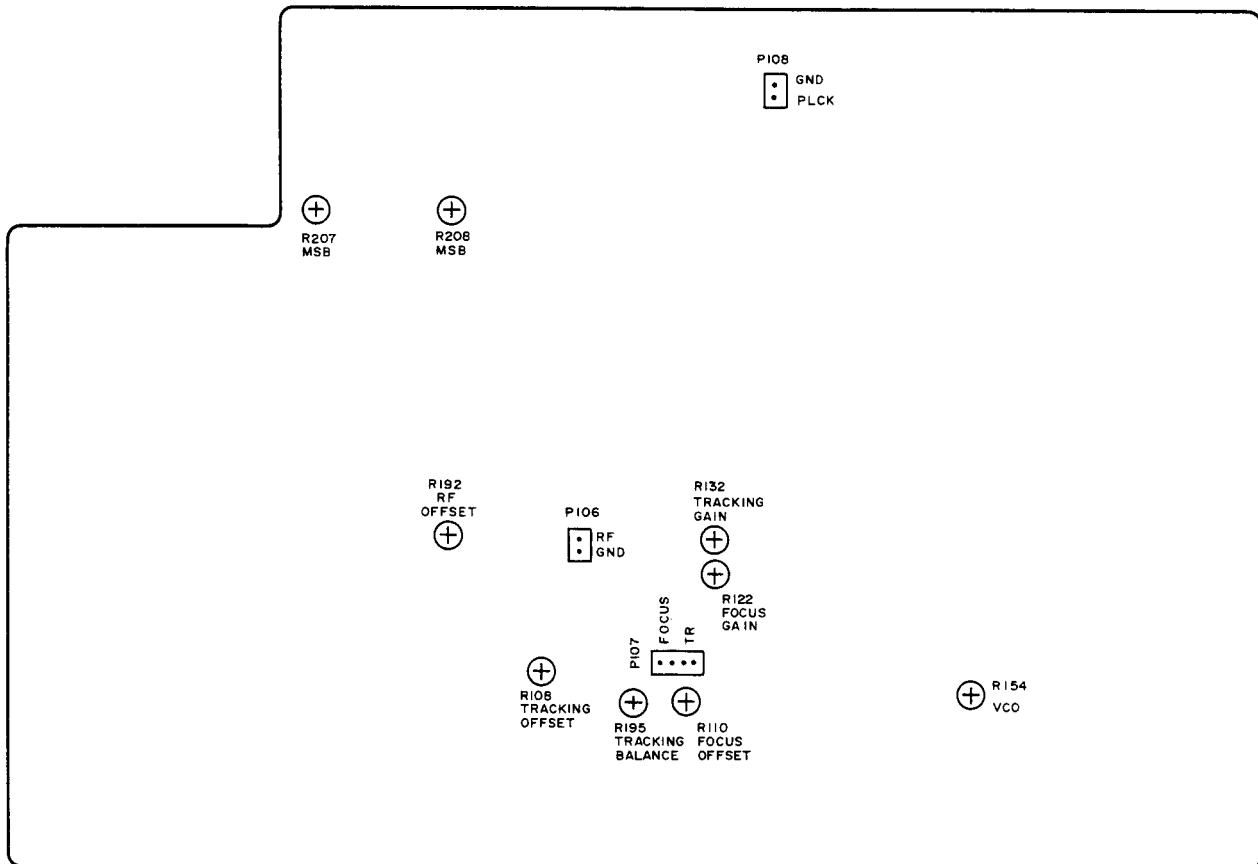 P108
GND
PLCK
R207
MSB
R208
MSB
R192
RF
OFFSET
P106
RF
GND
R132
TRACKING
GAIN
R122
FOCUS
GAIN
P107
FOCUS
TR
R108
TRACKING
OFFSET
R195
TRACKING
BALANCE
R110
FOCUS
OFFSET
R154
VCO